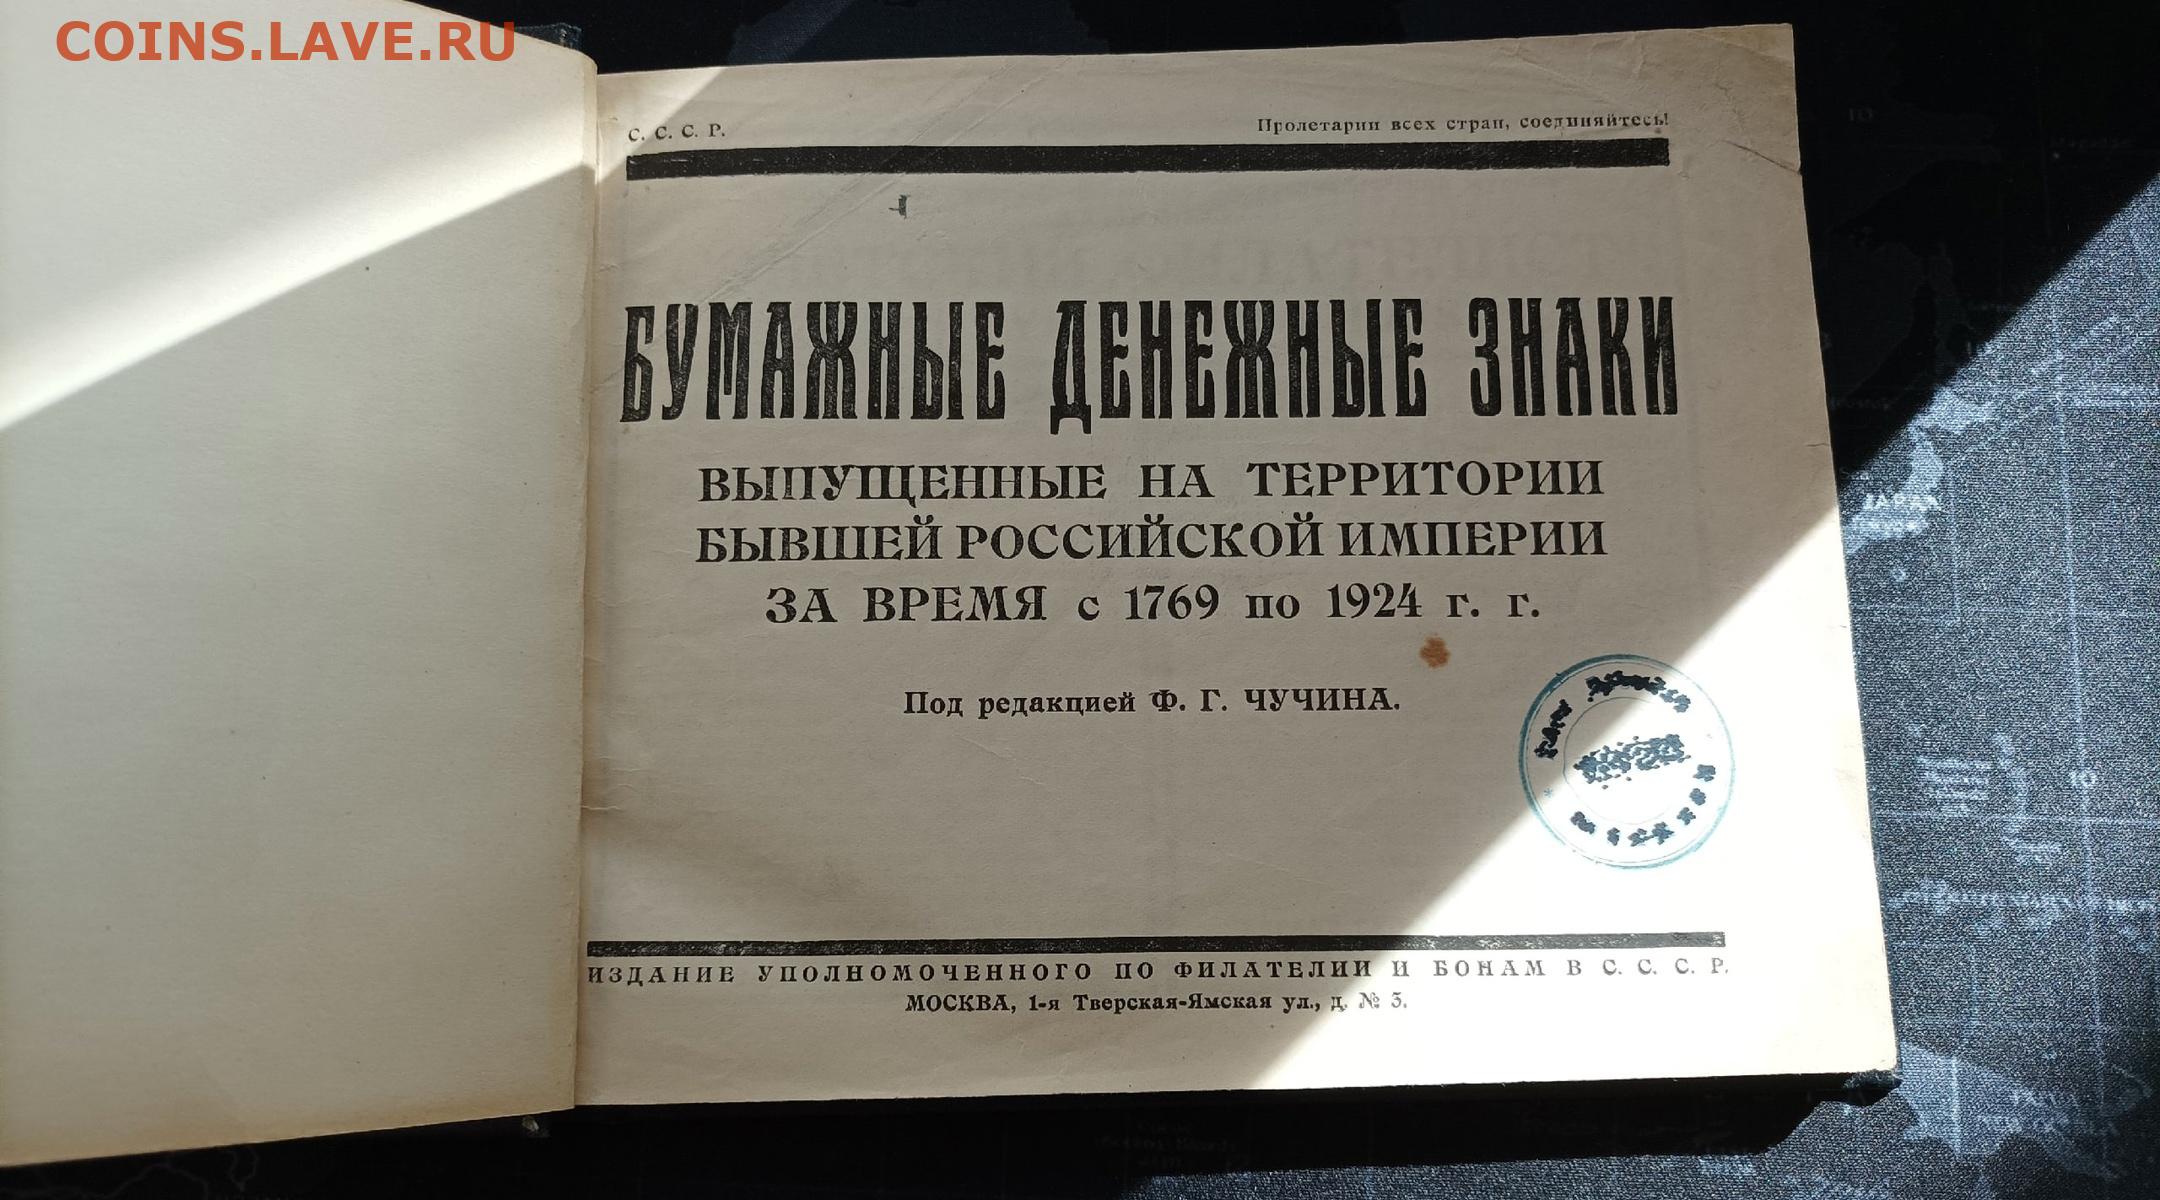 COINS.LAVE.RU
С. С. С. Р.
Пролетарии всех стран, соединяйтесь!
БУМАЖНЫЕ ДЕНЕЖНЫЕ ЗНАКИ
ВЫПУЩЕННЫЕ НА ТЕРРИТОРИИ
БЫВШЕЙ РОССИЙСКОЙ ИМПЕРИИ
ЗА ВРЕМЯ с 1769 по 1924 г. г.
Под редакцией Ф. Г. ЧУЧИНА.
ИЗДАНИЕ УПОЛНОМОЧЕННОГО ПО ФИЛАТЕЛИИ И БОНАМ В С. С. С. Р.
МОСКВА, 1-я Тверская-Ямская ул., д. № 3.